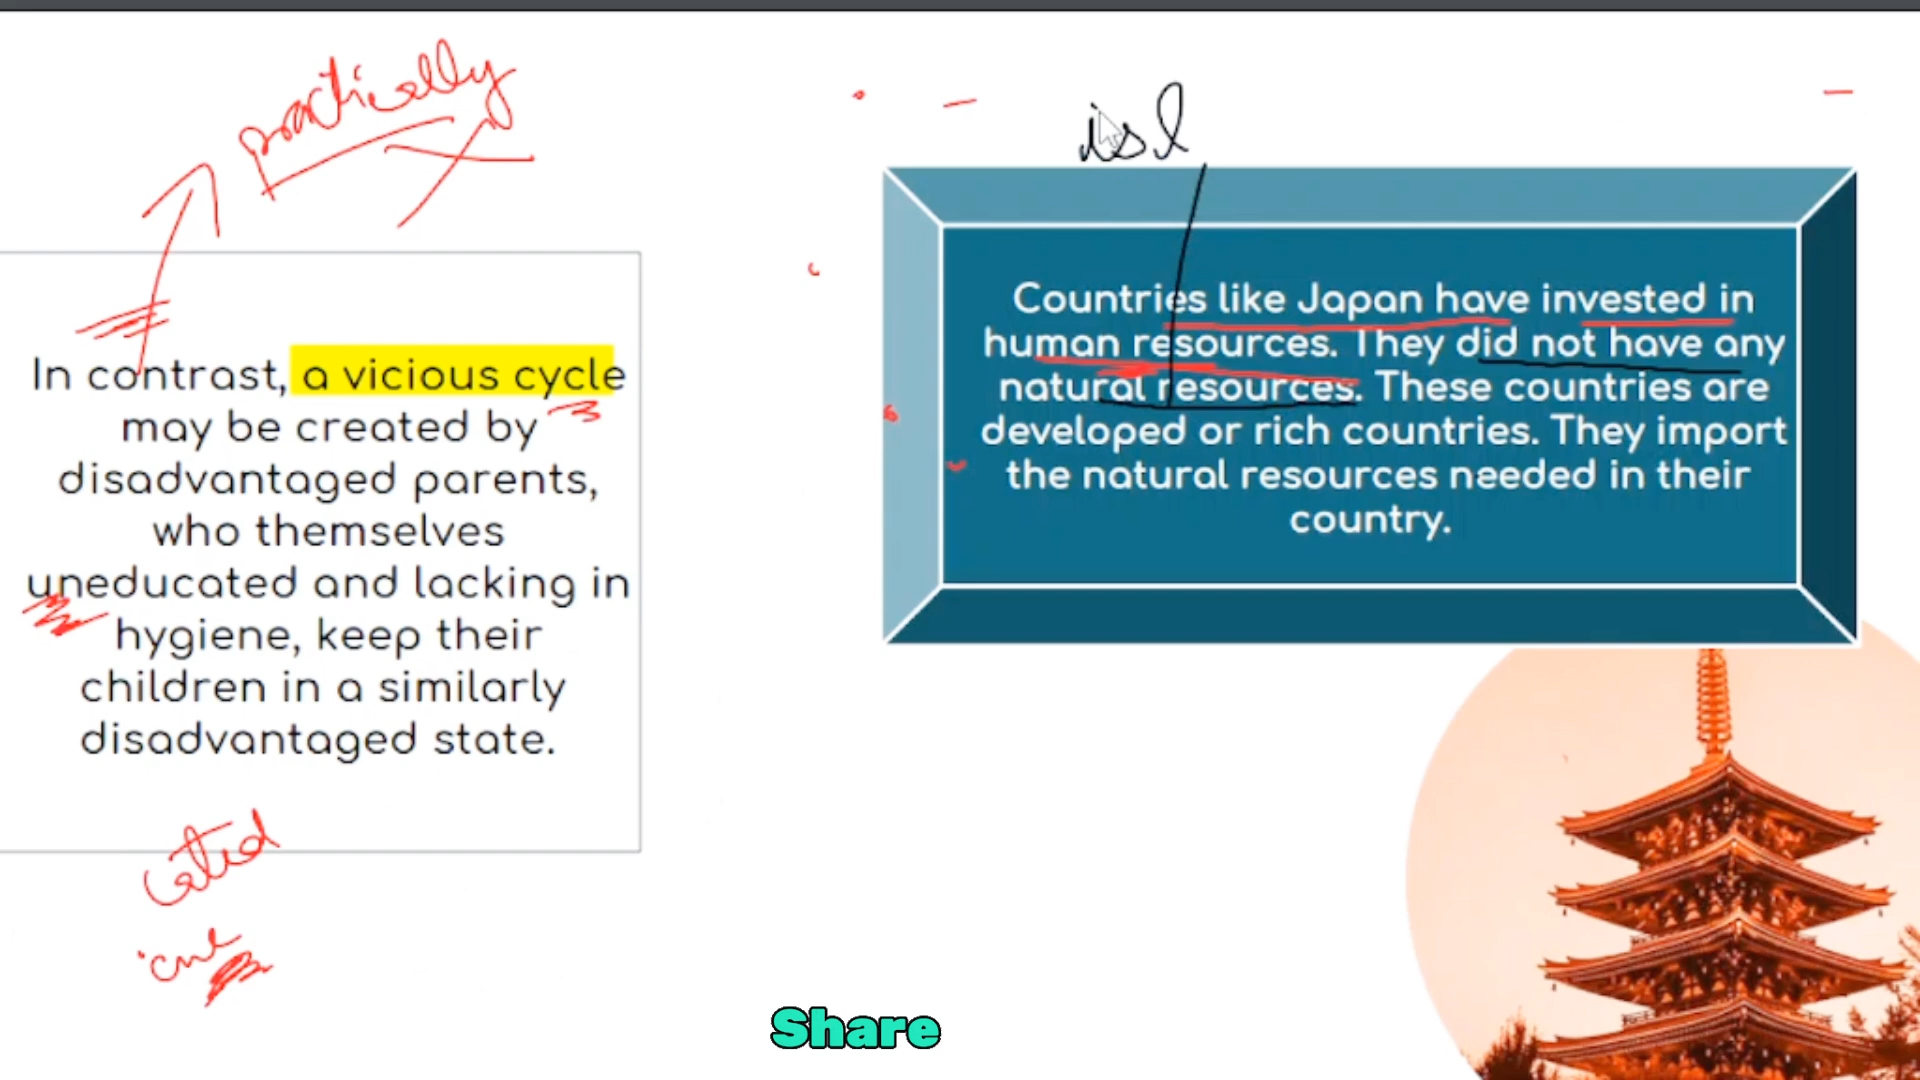 practically
isl
In contrast, a vicious cycle
may be created by
disadvantaged parents,
who themselves
uneducated and lacking in
hygiene, keep their
children in a similarly
disadvantaged state.
Countries like Japan have invested in
human resources. They did not have any
natural resources. These countries are
developed or rich countries. They import
the natural resources needed in their
country.
Share